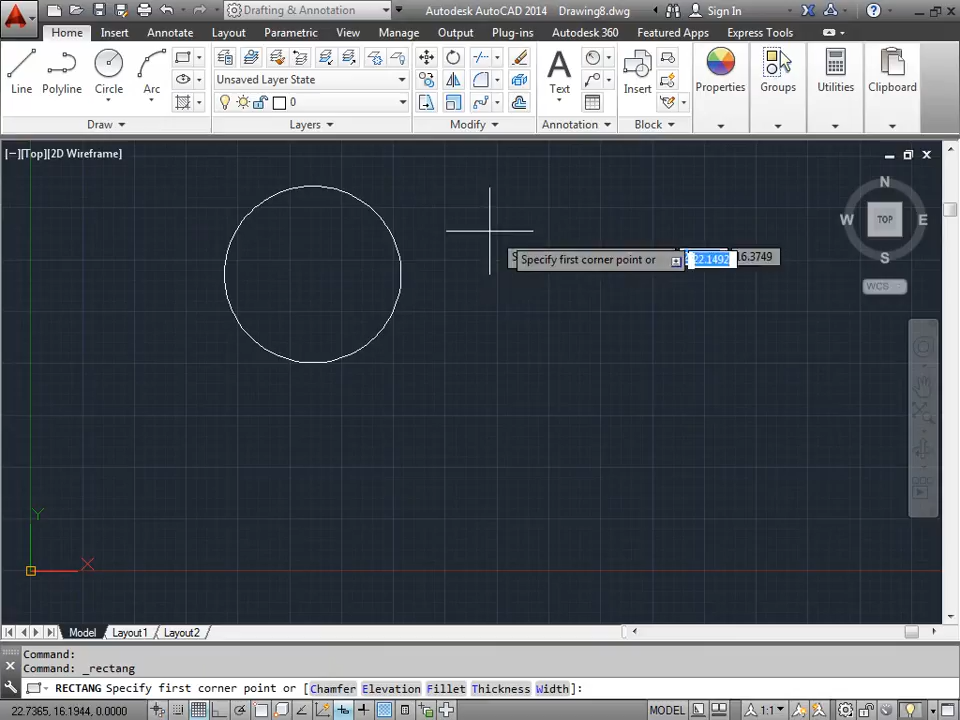 Drafting & Annotation
Autodesk AutoCAD 2014 Drawing8.dwg
Sign In
Home Insert Annotate Layout Parametric View Manage Output Plug-ins Autodesk 360 Featured Apps Express Tools
Unsaved Layer State
Line Polyline Circle Arc
0
Text
Insert
Properties
Groups
Utilities
Clipboard
Draw
Layers
Modify
Annotation
Block
[−][Top][2D Wireframe]
N
W TOP E
S
WCS
Specify first corner point or 22.1492 16.3749
Y
X
Model Layout1 Layout2
Command:
Command: _rectang
RECTANG Specify first corner point or [Chamfer Elevation Fillet Thickness Width]:
22.7365, 16.1944, 0.0000
MODEL
1:1